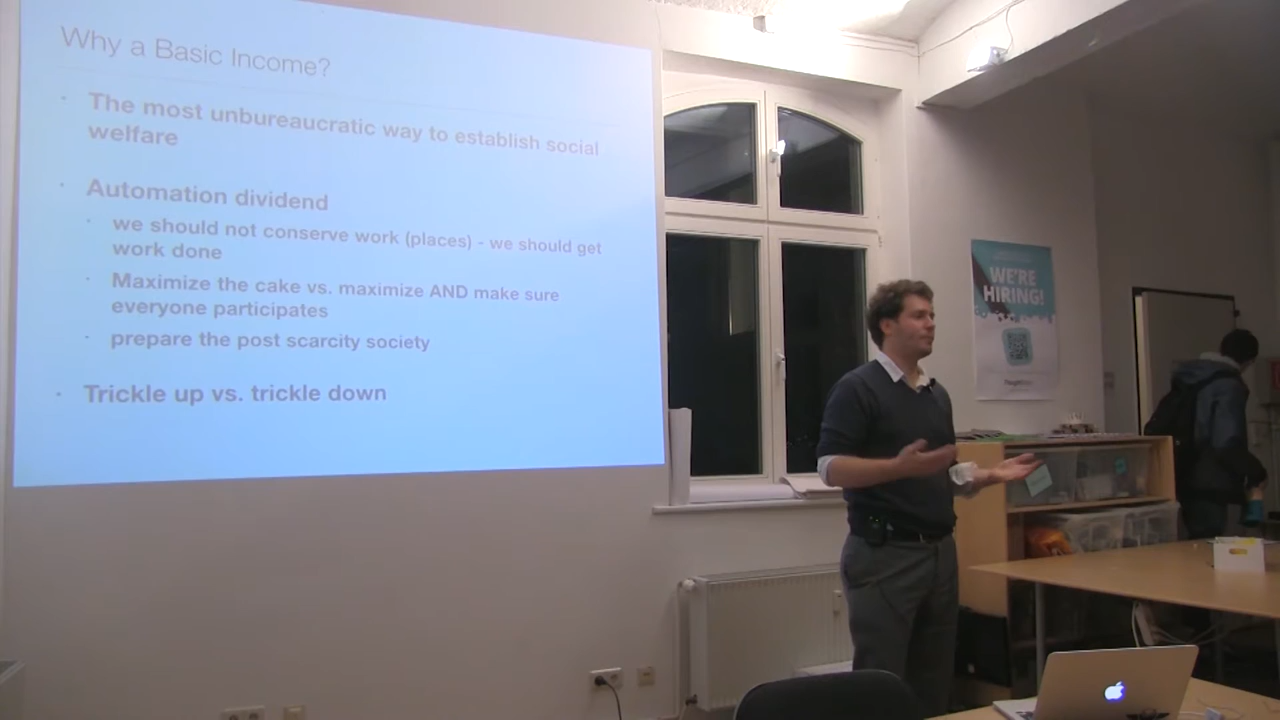 Why a Basic Income?
The most unbureaucratic way to establish social
welfare
Automation dividend
we should not conserve work (places) - we should get
work done
Maximize the cake vs. maximize AND make sure
everyone participates
prepare the post scarcity society
Trickle up vs. trickle down
WE'RE
HIRING!